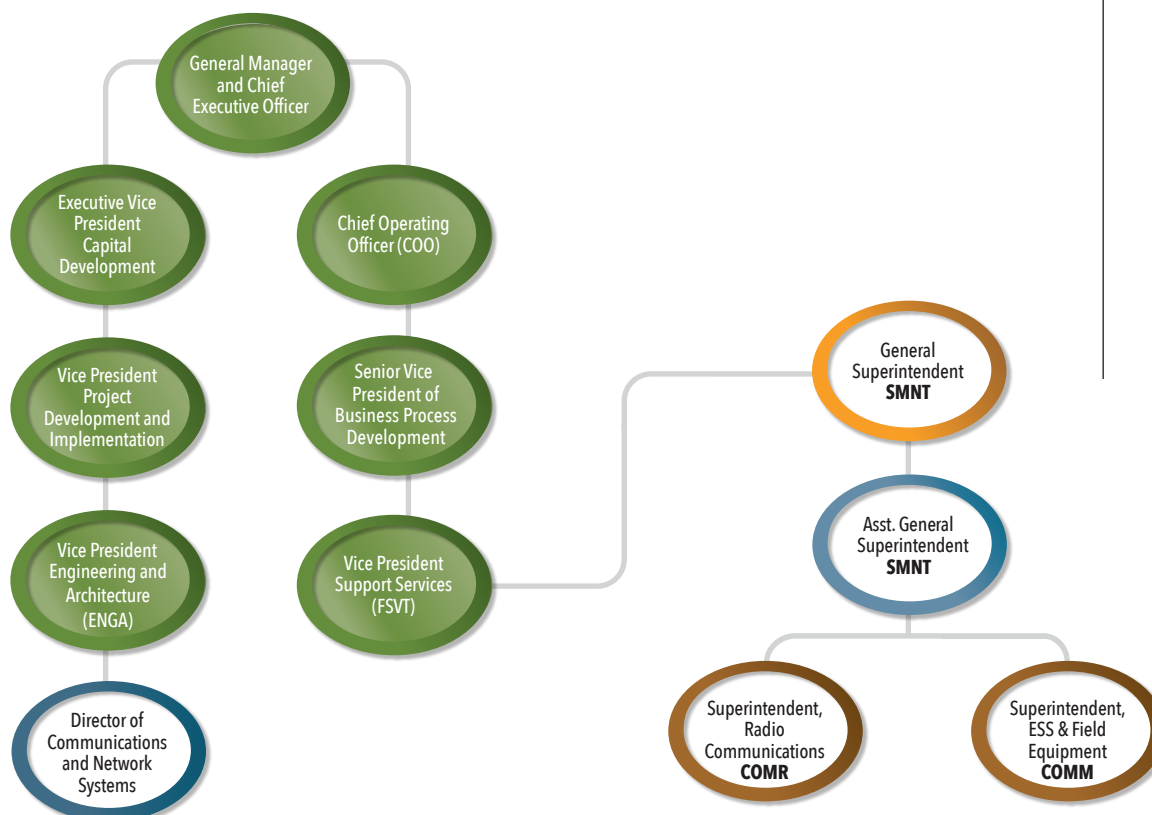 General Manager
and Chief
Executive Officer
Executive Vice
President
Capital
Development
Chief Operating
Officer (COO)
Vice President
Project
Development and
Implementation
Senior Vice
President of
Business Process
Development
General
Superintendent
SMNT
Vice President
Engineering and
Architecture
(ENGA)
Vice President
Support Services
(FSVT)
Asst. General
Superintendent
SMNT
Director of
Communications
and Network
Systems
Superintendent,
Radio
Communications
COMR
Superintendent,
ESS & Field
Equipment
COMM